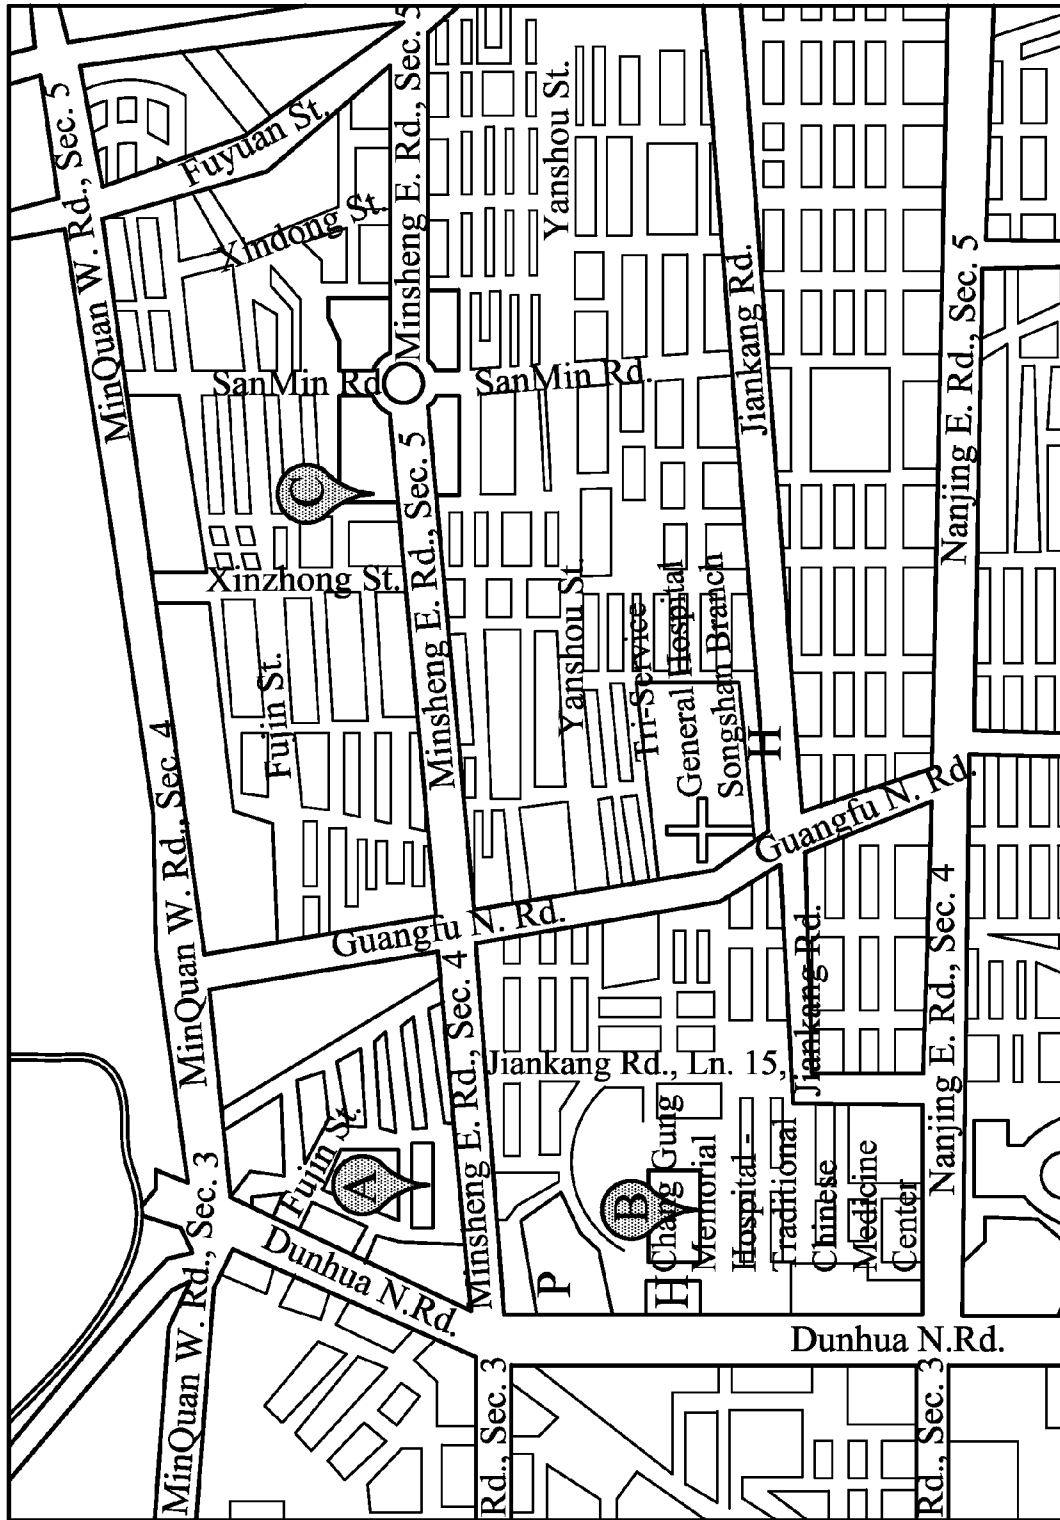 MinQuan W. Rd., Sec. 3
MinQuan W. Rd., Sec. 3
MinQuan W. Rd., Sec. 4
MinQuan W. Rd., Sec. 4
MinQuan W. Rd., Sec. 5
Fuyuan St.
Xindong St.
SanMin Rd.
SanMin Rd.
Xinzhong St.
Fujin St.
Fujin St.
A
B
C
Dunhua N.Rd.
Dunhua N.Rd.
Minsheng E. Rd., Sec. 4
Minsheng E. Rd., Sec. 5
Minsheng E. Rd., Sec. 5
Guangfu N. Rd.
Guangfu N. Rd.
Yanshou St.
Yanshou St.
Jiankang Rd.
Jiankang Rd.
Jiankang Rd., Ln. 15,
Tri-Service
General Hospital
Songshan Branch
H
P
H
Chang Gung
Memorial
Hospital -
Traditional
Chinese
Medicine
Center
Nanjing E. Rd., Sec. 4
Nanjing E. Rd., Sec. 5
Rd., Sec. 3
Rd., Sec. 3